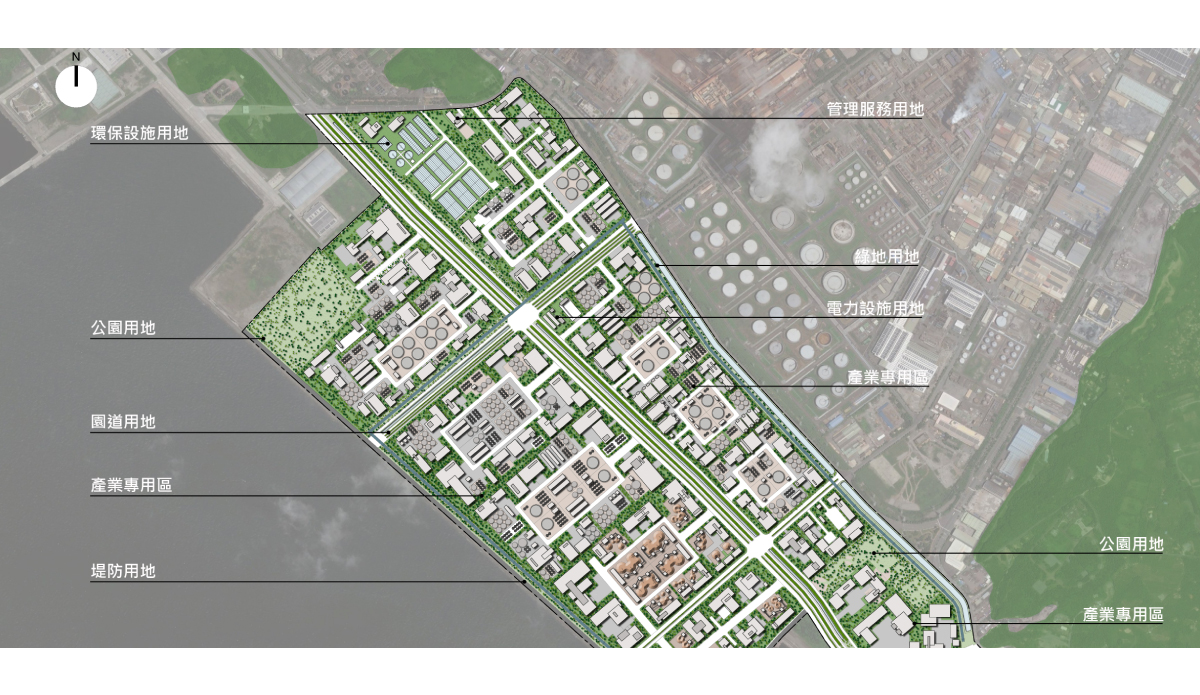 N
管理服務用地
環保設施用地
綠地用地
電力設施用地
公園用地
產業專用區
園道用地
產業專用區
公園用地
堤防用地
產業專用區